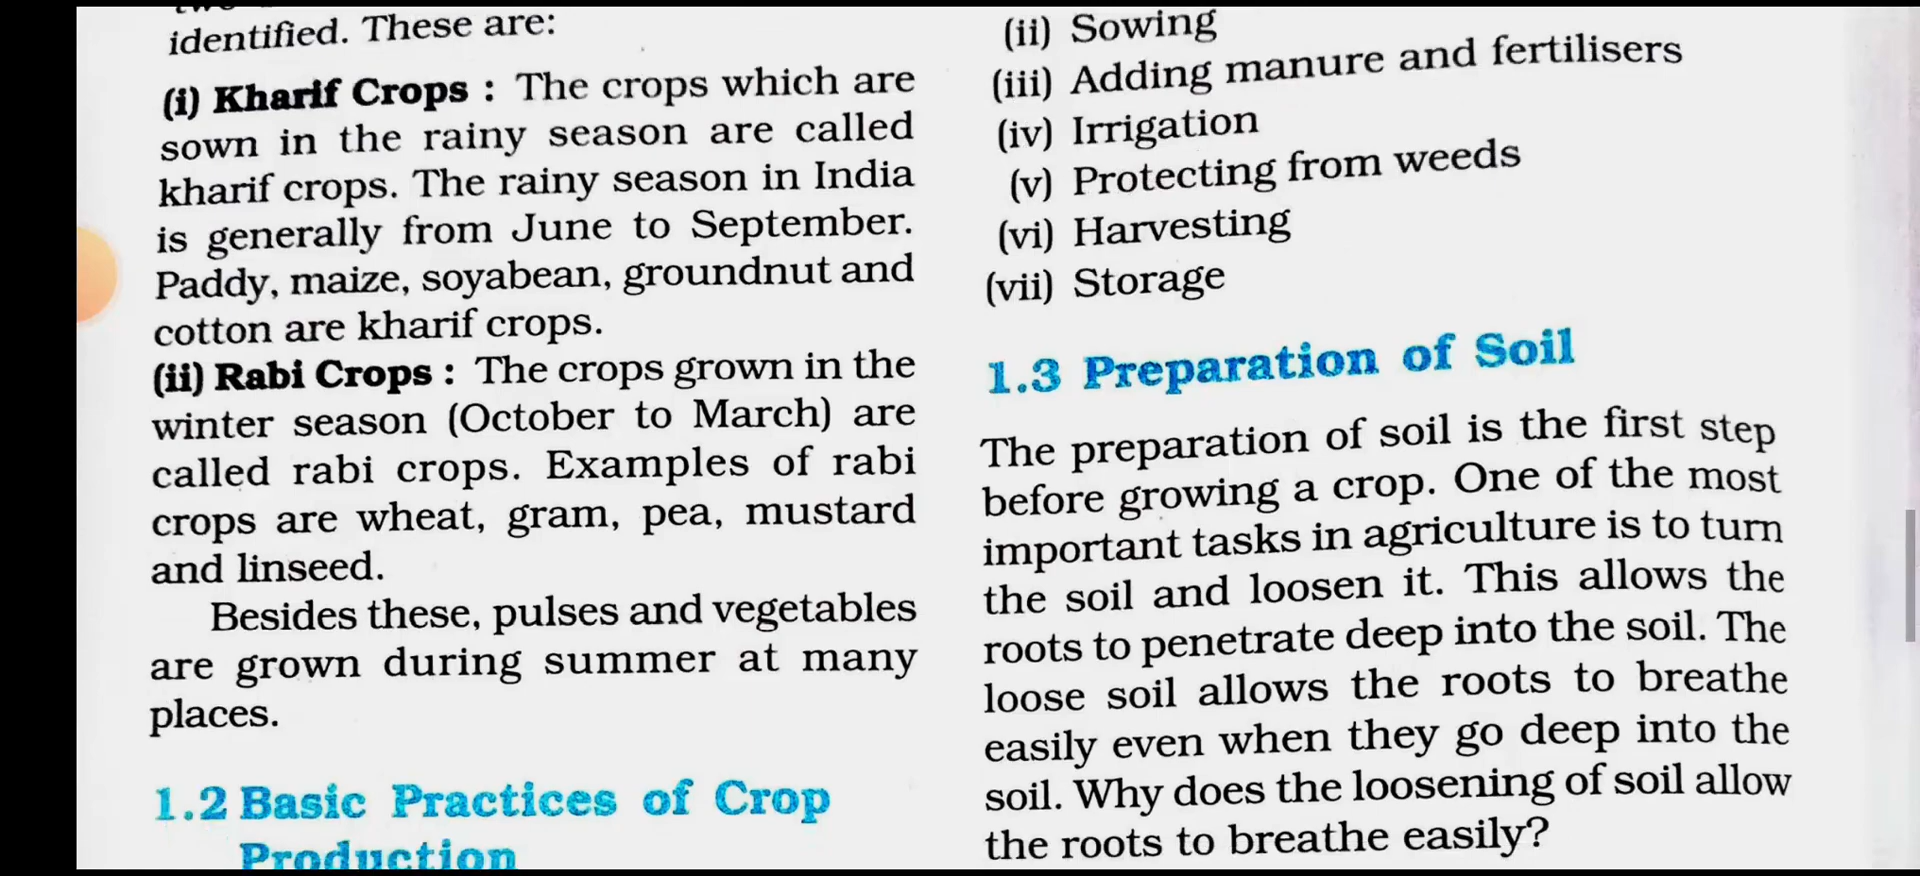 identified. These are:
(i) Kharif Crops : The crops which are
sown in the rainy season are called
kharif crops. The rainy season in India
is generally from June to September.
Paddy, maize, soyabean, groundnut and
cotton are kharif crops.
(ii) Rabi Crops : The crops grown in the
winter season (October to March) are
called rabi crops. Examples of rabi
crops are wheat, gram, pea, mustard
and linseed.
Besides these, pulses and vegetables
are grown during summer at many
places.
1.2 Basic Practices of Crop
Production
(ii) Sowing
(iii) Adding manure and fertilisers
(iv) Irrigation
(v) Protecting from weeds
(vi) Harvesting
(vii) Storage
1.3 Preparation of Soil
The preparation of soil is the first step
before growing a crop. One of the most
important tasks in agriculture is to turn
the soil and loosen it. This allows the
roots to penetrate deep into the soil. The
loose soil allows the roots to breathe
easily even when they go deep into the
soil. Why does the loosening of soil allow
the roots to breathe easily?